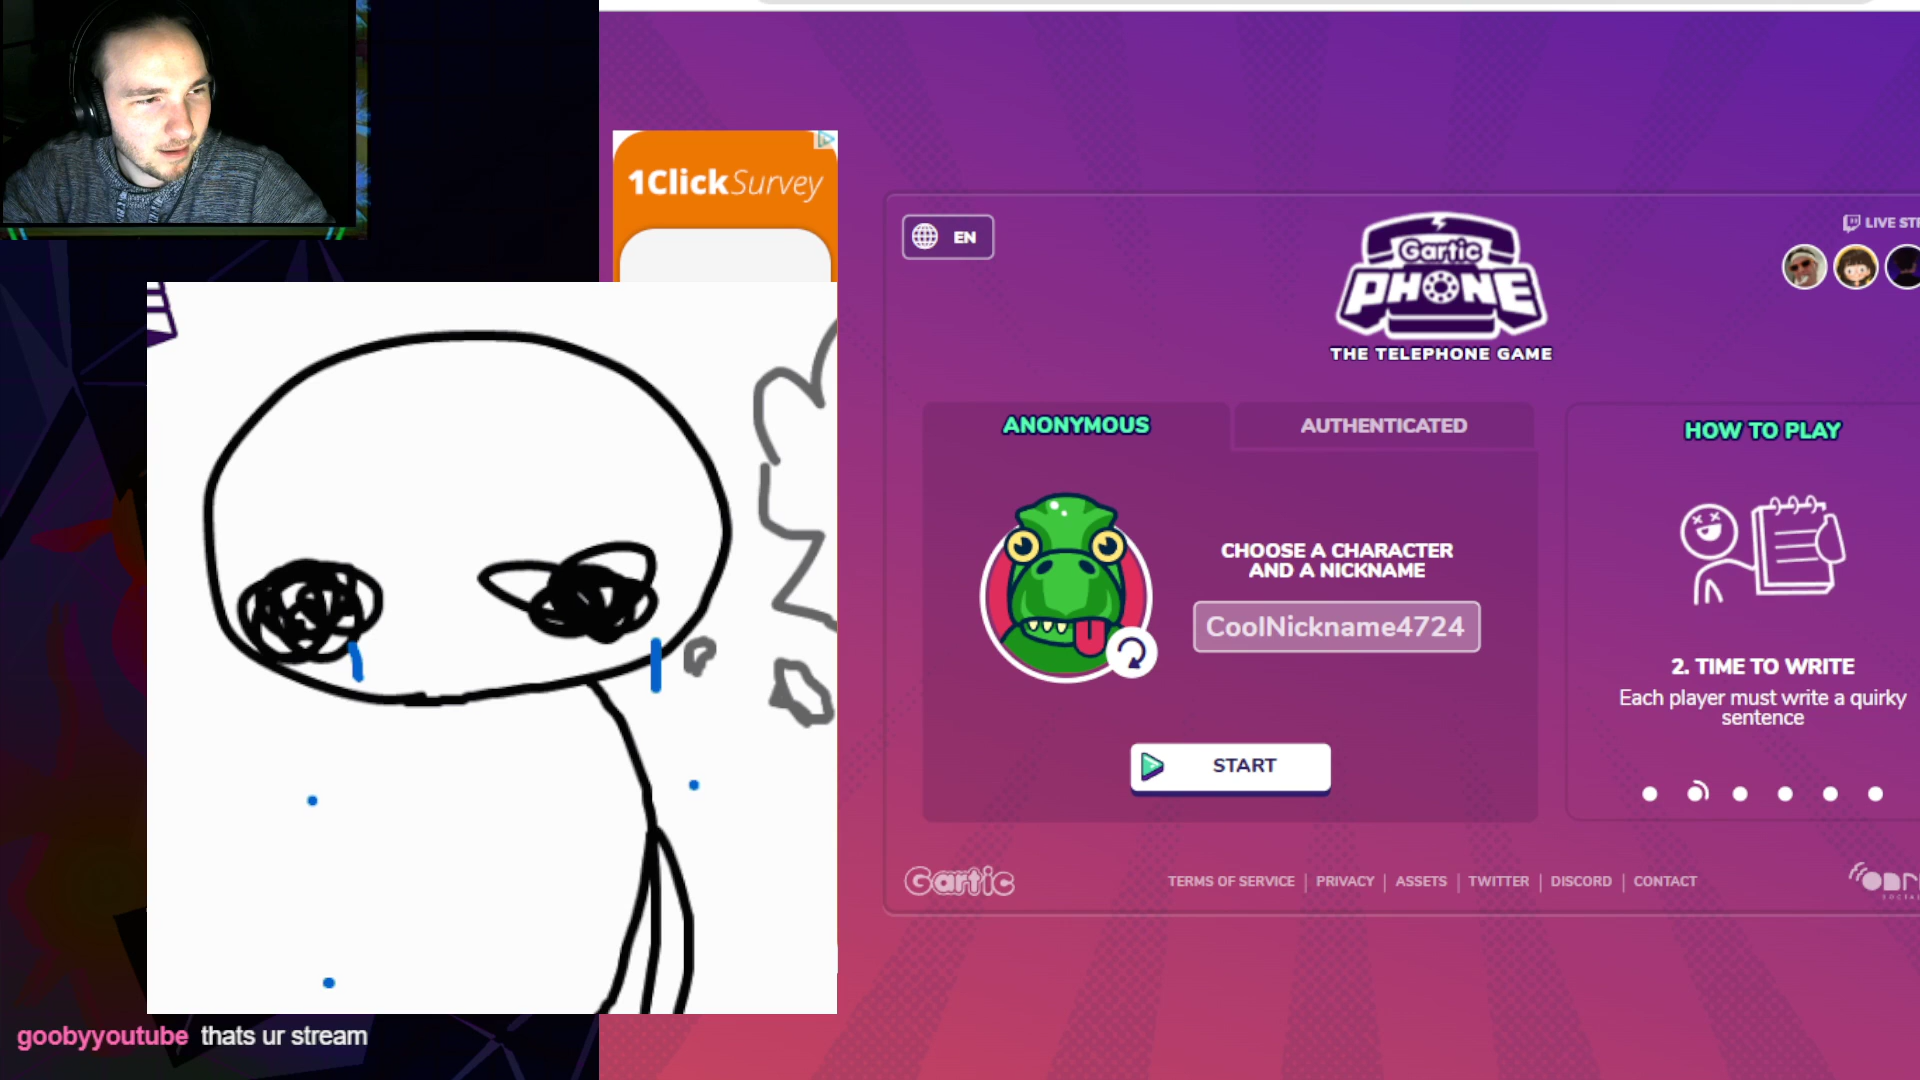 1ClickSurvey
EN
Gartic
PHONE
THE TELEPHONE GAME
ANONYMOUS
AUTHENTICATED
HOW TO PLAY
CHOOSE A CHARACTER
AND A NICKNAME
CoolNickname4724
START
2. TIME TO WRITE
Each player must write a quirky
sentence
Gartic
TERMS OF SERVICE | PRIVACY | ASSETS | TWITTER | DISCORD | CONTACT
goobyyoutube thats ur stream